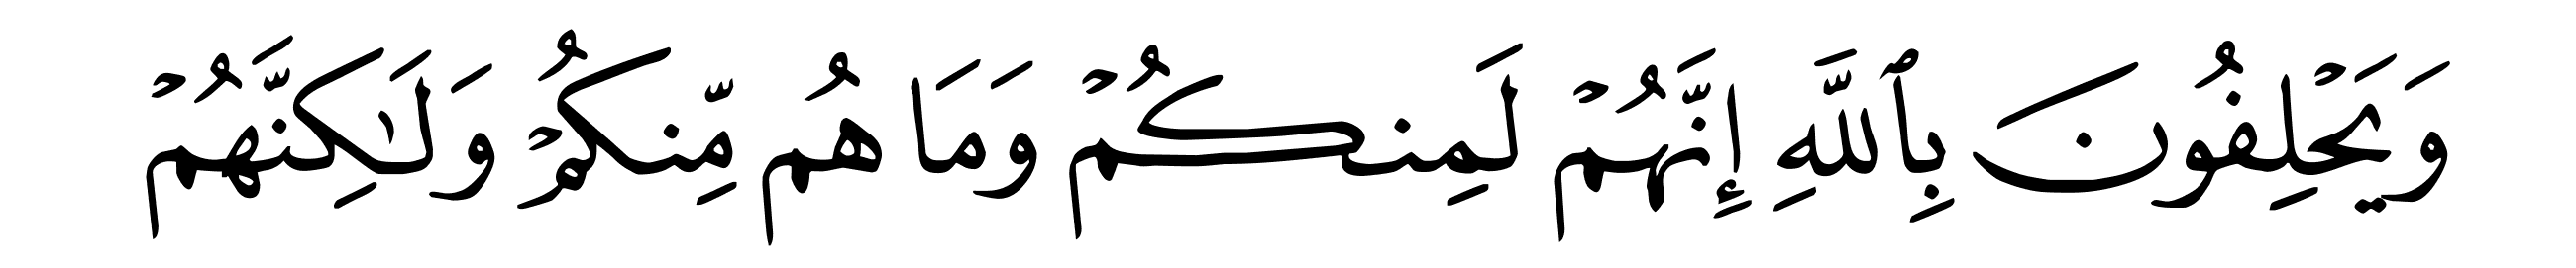 وَيَحْلِفُونَ بِٱللَّهِ إِنَّهُمْ لَمِنكُمْ وَمَا هُم مِّنكُمْ وَلَٰكِنَّهُمْ